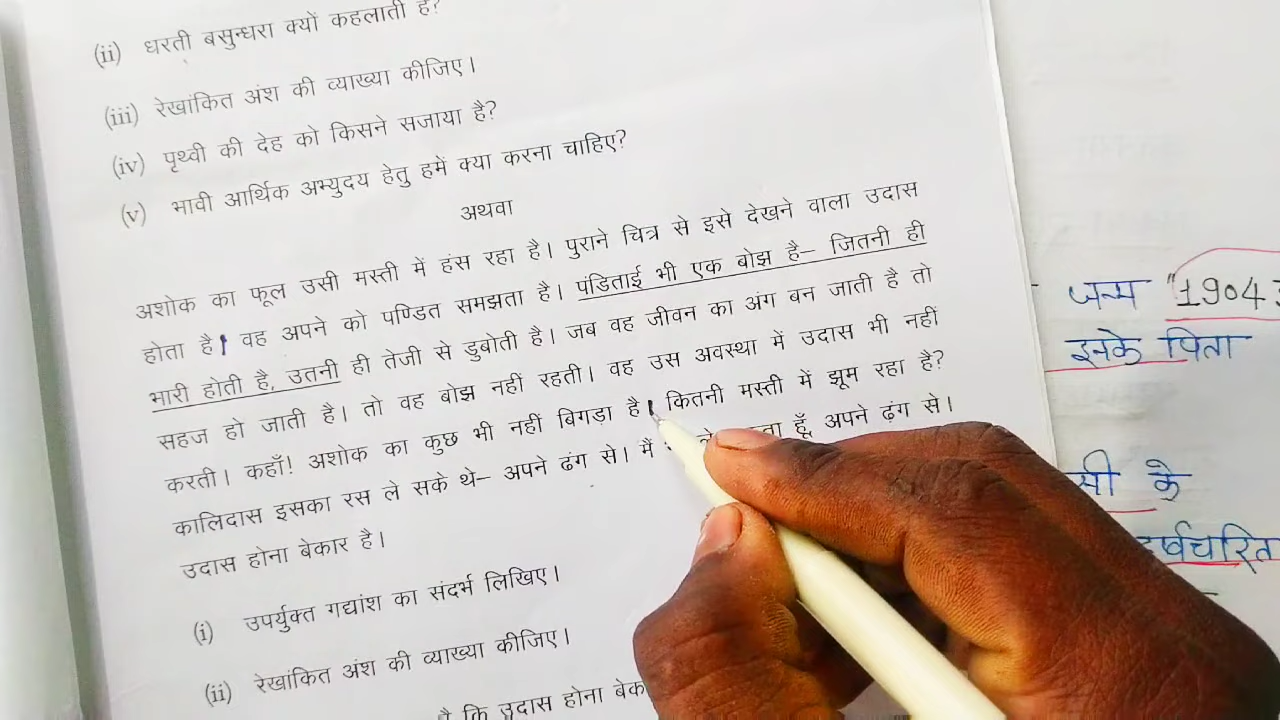 (ii) धरती बसुन्धरा क्यों कहलाती है?
(iii) रेखांकित अंश की व्याख्या कीजिए।
(iv) पृथ्वी की देह को किसने सजाया है?
(v) भावी आर्थिक अभ्युदय हेतु हमें क्या करना चाहिए?
अथवा
अशोक का फूल उसी मस्ती में हंस रहा है। पुराने चित्र से इसे देखने वाला उदास
होता है। वह अपने को पण्डित समझता है। पंडिताई भी एक बोझ है– जितनी ही
भारी होती है, उतनी ही तेजी से डुबोती है। जब वह जीवन का अंग बन जाती है तो
सहज हो जाती है। तो वह बोझ नहीं रहती। वह उस अवस्था में उदास भी नहीं
करती। कहाँ! अशोक का कुछ भी नहीं बिगड़ा है। कितनी मस्ती में झूम रहा है?
कालिदास इसका रस ले सके थे– अपने ढंग से। मैं हूँ, अपने ढ़ंग से।
उदास होना बेकार है।
(i) उपर्युक्त गद्यांश का संदर्भ लिखिए।
(ii) रेखांकित अंश की व्याख्या कीजिए।
कि उदास होना
जन्म "1904
इनके पिता
के